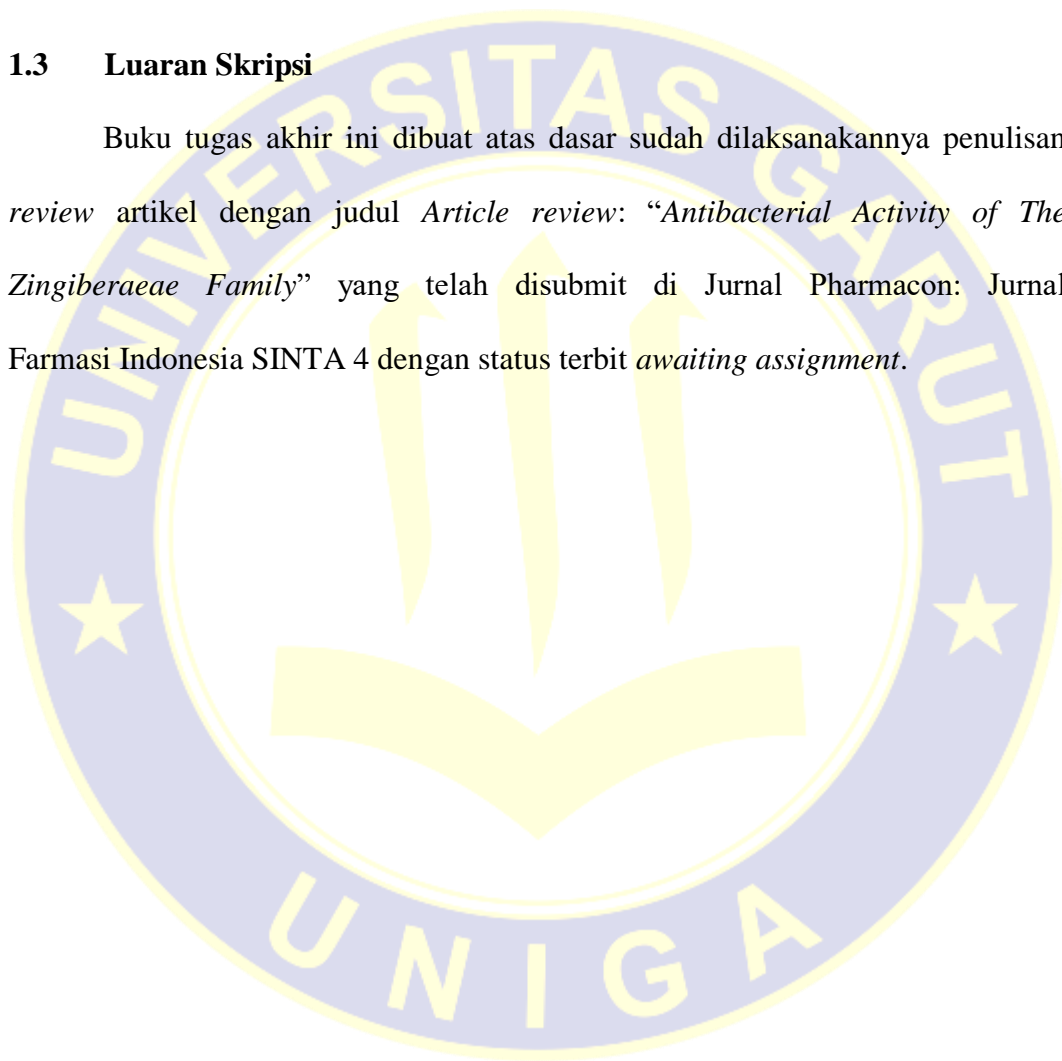 1.3 Luaran Skripsi
Buku tugas akhir ini dibuat atas dasar sudah dilaksanakannya penulisan
review artikel dengan judul Article review: “Antibacterial Activity of The
Zingiberaeae Family” yang telah disubmit di Jurnal Pharmacon: Jurnal
Farmasi Indonesia SINTA 4 dengan status terbit awaiting assignment.
UNIVERSITAS GARUT
UNIGA